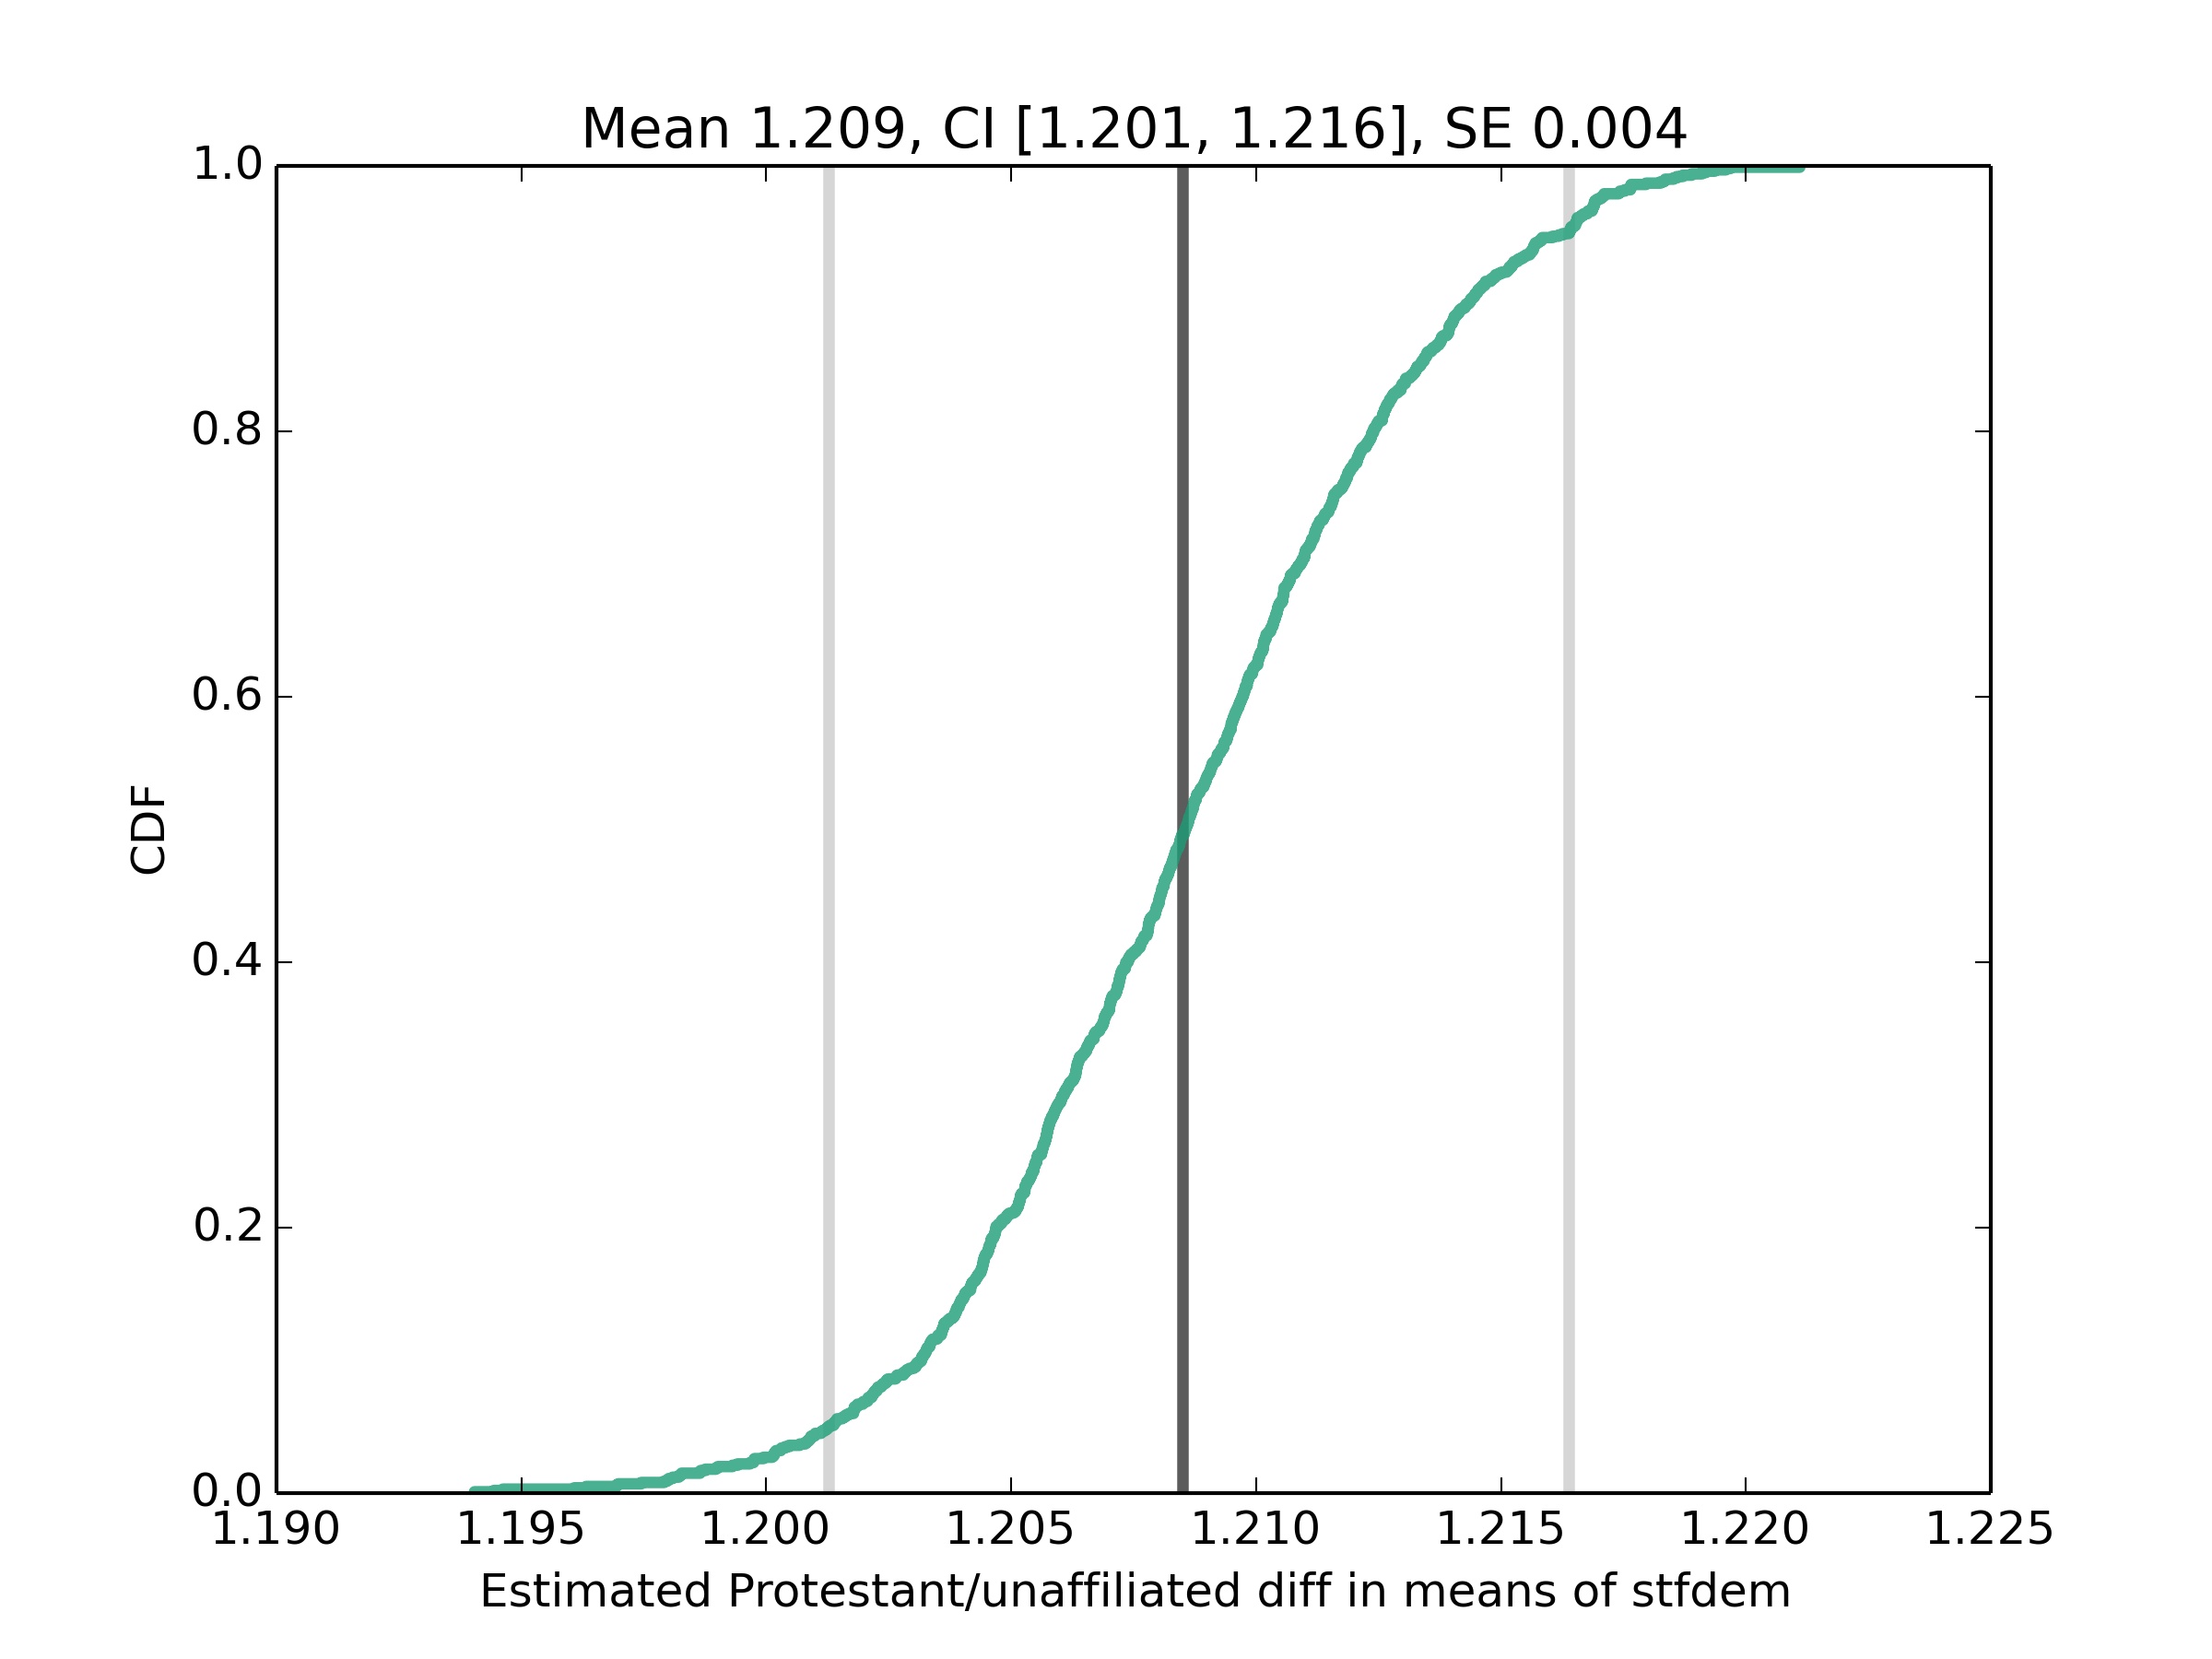 Mean 1.209, CI [1.201, 1.216], SE 0.004
1.0
0.8
0.6
0.4
0.2
0.0
CDF
1.190 1.195 1.200 1.205 1.210 1.215 1.220 1.225
Estimated Protestant/unaffiliated diff in means of stfdem